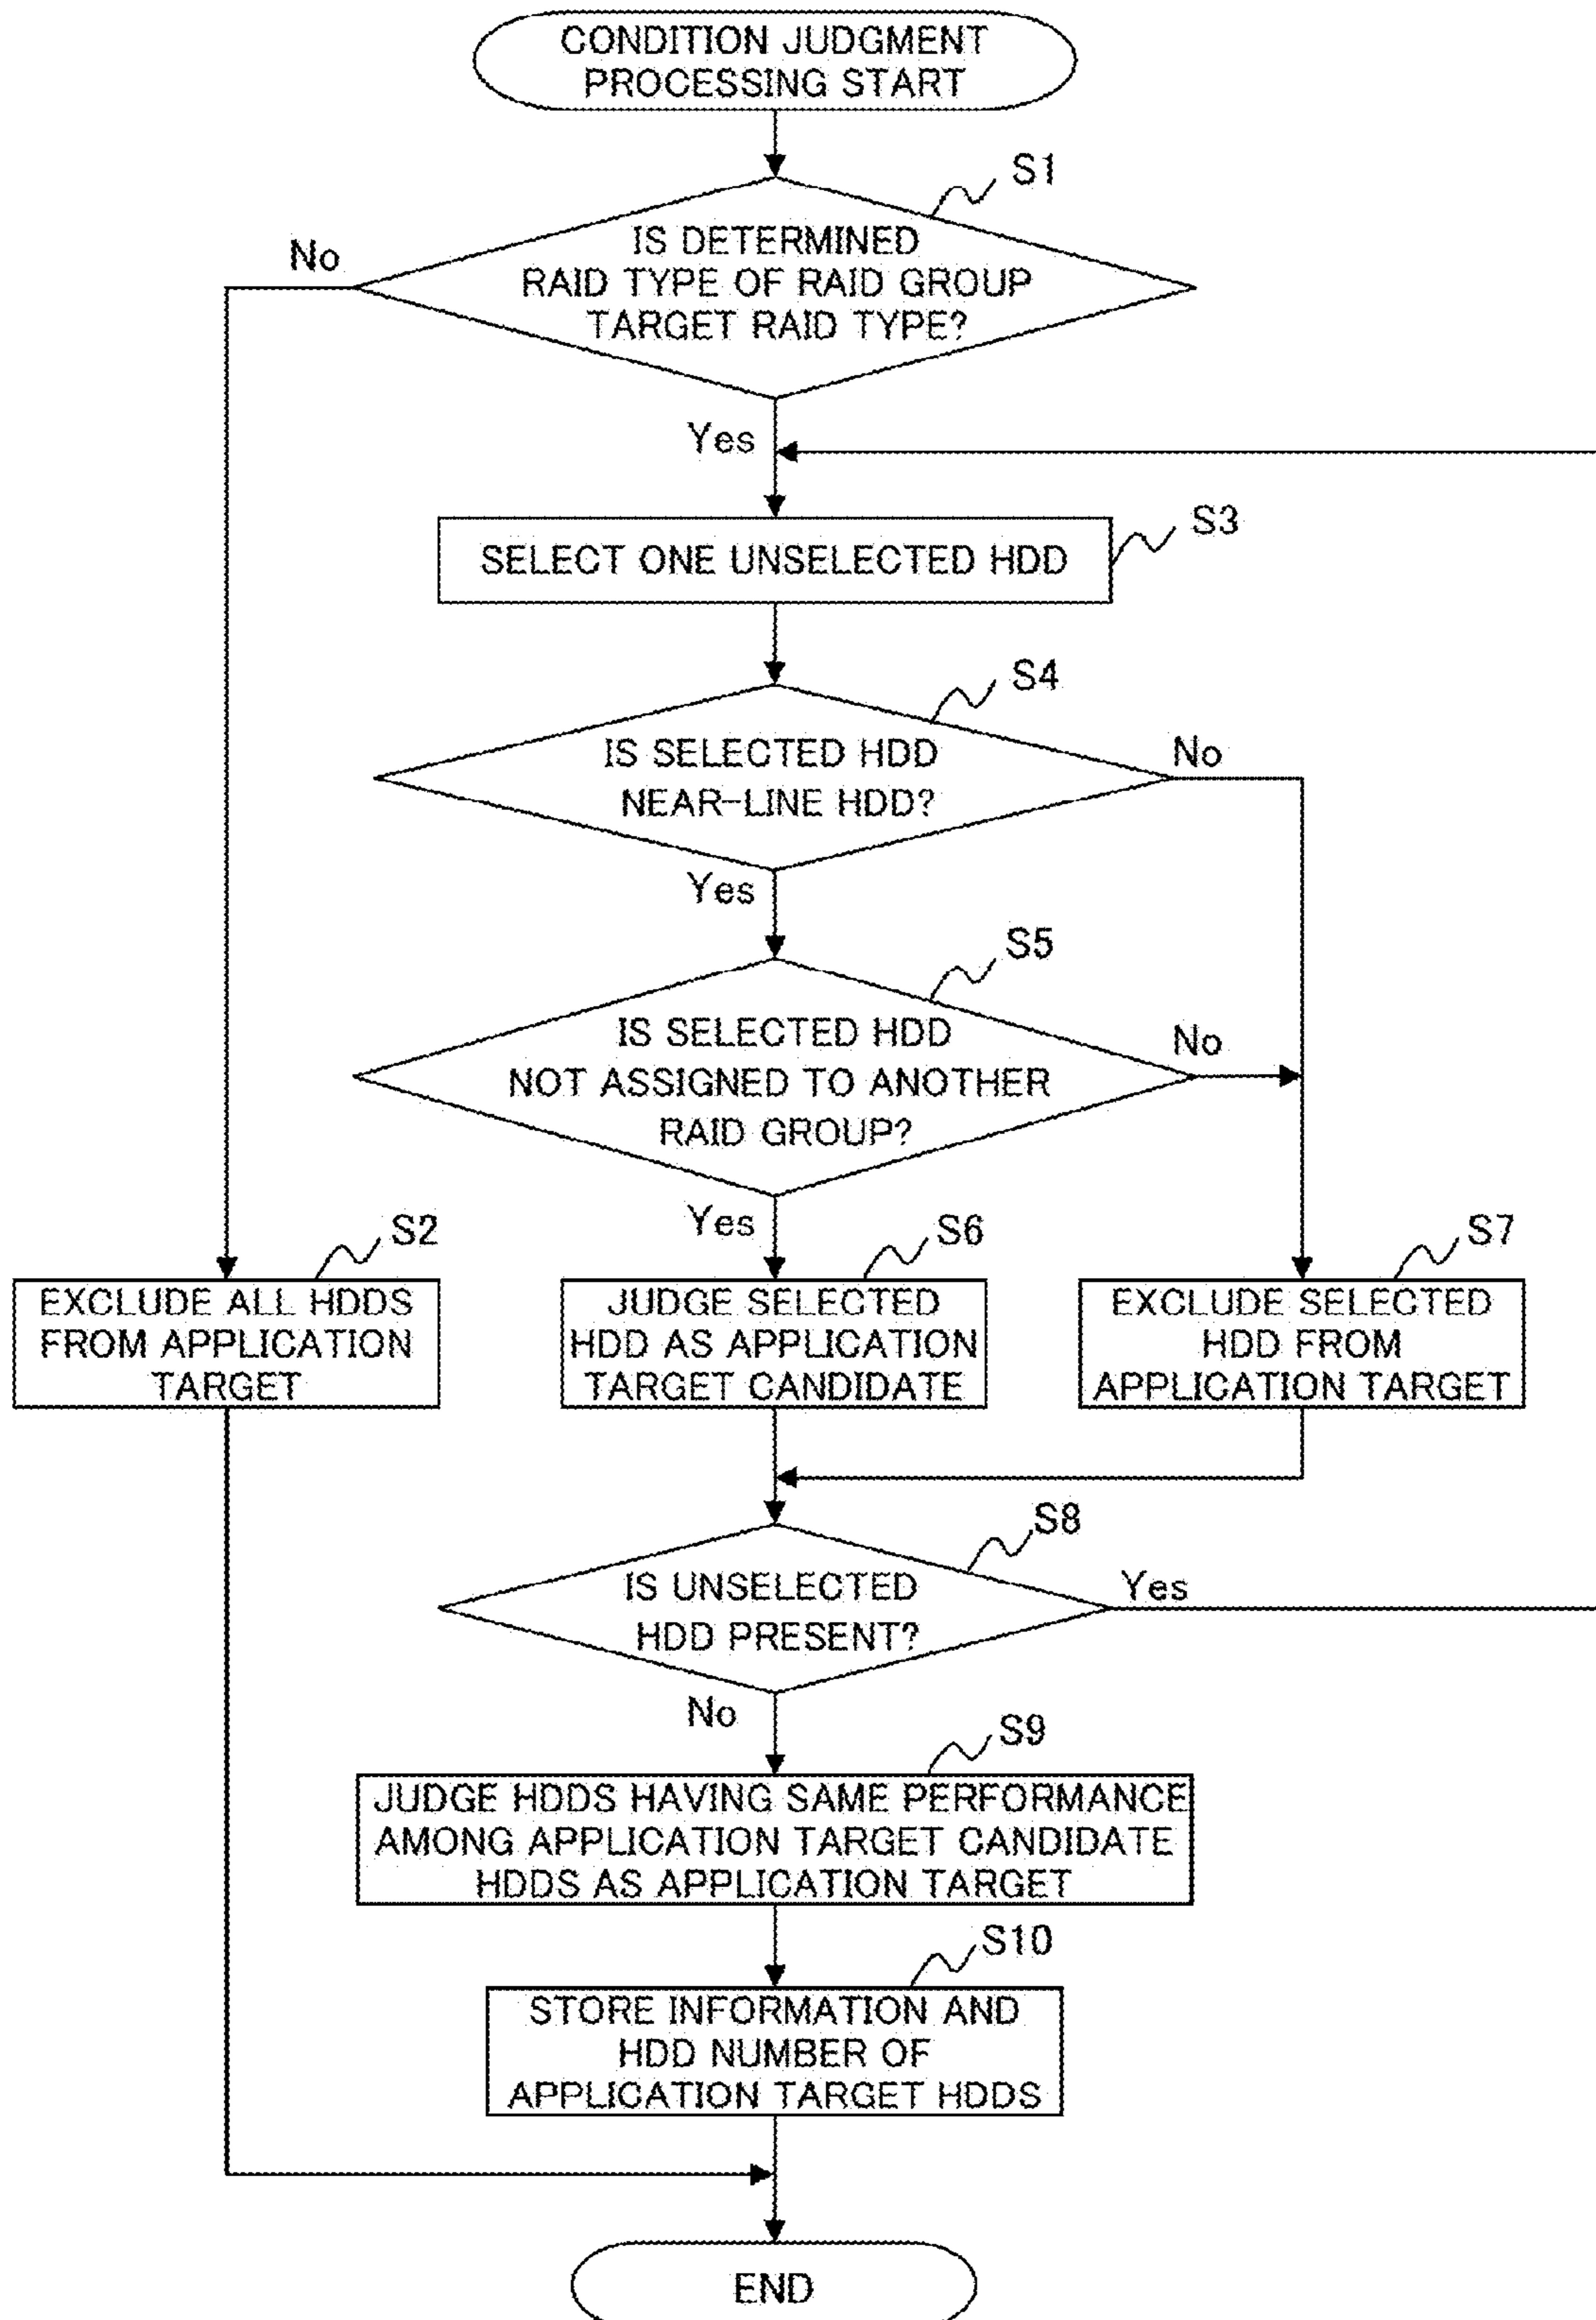 CONDITION JUDGMENT
PROCESSING START
S1
IS DETERMINED
RAID TYPE OF RAID GROUP
TARGET RAID TYPE?
No
Yes
S3
SELECT ONE UNSELECTED HDD
S4
IS SELECTED HDD
NEAR-LINE HDD?
No
Yes
S5
IS SELECTED HDD
NOT ASSIGNED TO ANOTHER
RAID GROUP?
No
Yes
S2
EXCLUDE ALL HDDS
FROM APPLICATION
TARGET
S6
JUDGE SELECTED
HDD AS APPLICATION
TARGET CANDIDATE
S7
EXCLUDE SELECTED
HDD FROM
APPLICATION TARGET
S8
IS UNSELECTED
HDD PRESENT?
Yes
No
S9
JUDGE HDDS HAVING SAME PERFORMANCE
AMONG APPLICATION TARGET CANDIDATE
HDDS AS APPLICATION TARGET
S10
STORE INFORMATION AND
HDD NUMBER OF
APPLICATION TARGET HDDS
END